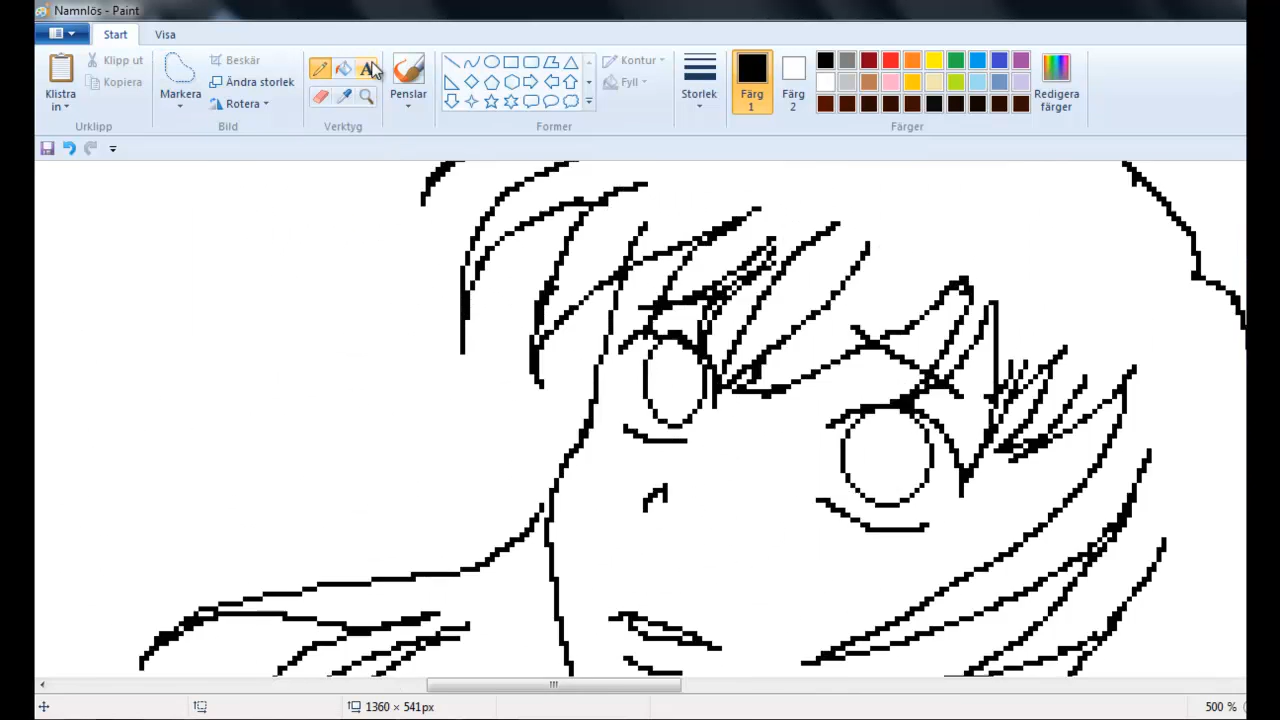 Namnlös - Paint
Start
Visa
Klistra in
Klipp ut
Kopiera
Urklipp
Markera
Beskär
Ändra storlek
Rotera
Bild
A
Verktyg
Penslar
Former
Kontur
Fyll
Storlek
Färg 1
Färg 2
Färger
Redigera färger
1360 × 541px
500 %